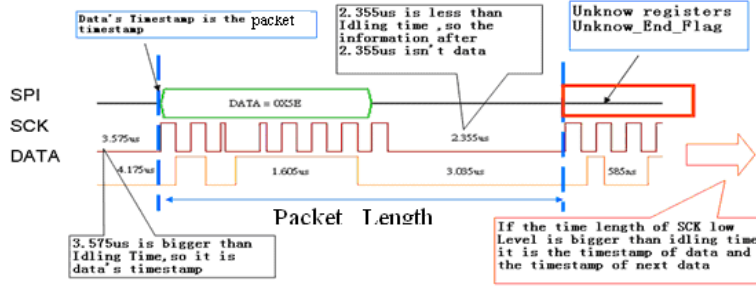 Data's Timestamp is the packet
timestamp
2.355us is less than
Idling time ,so the
information after
2.355us isn't data
Unknow registers
Unknow_End_Flag
SPI
DATA = 0X5E
SCK
3.575us
2.355us
DATA
4.175us
1.605us
3.035us
585ns
Packet Length
3.575us is bigger than
Idling Time,so it is
data's timestamp
If the time length of SCK low
Level is bigger than idling time
it is the timestamp of data and
the timestamp of next data